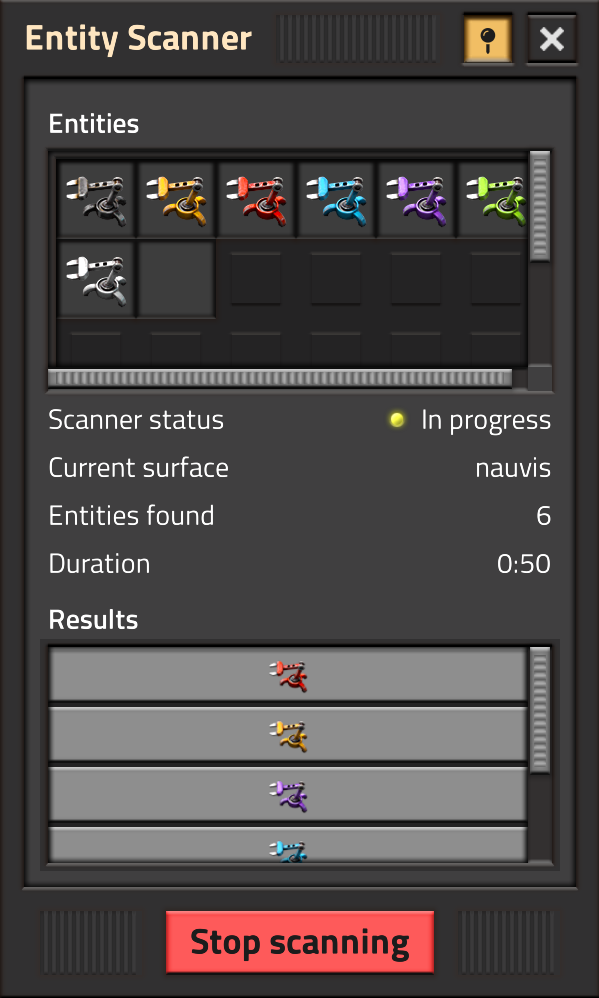 Entity Scanner
Entities
Scanner status In progress
Current surface nauvis
Entities found 6
Duration 0:50
Results
Stop scanning